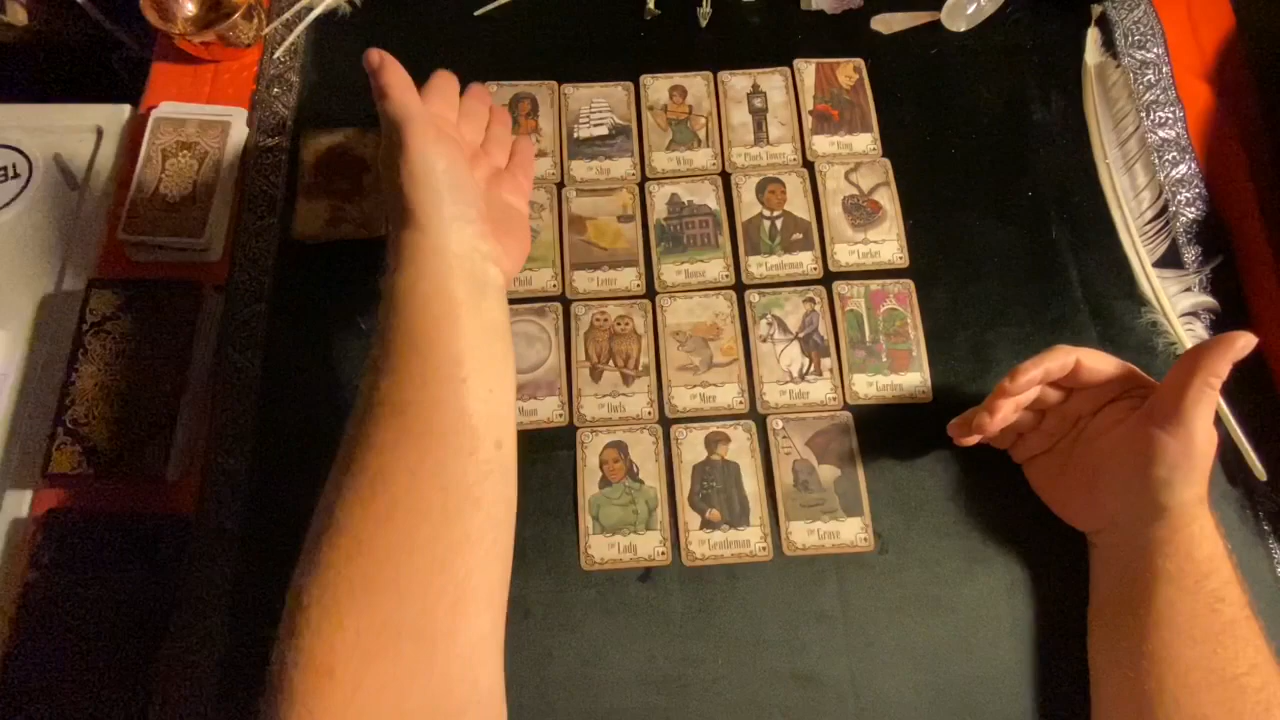 The Ship
The Whip
The Clock Tower
The Ring
Child
The Letter
The House
The Gentleman
The Locket
Moon
The Owls
The Mice
The Rider
The Garden
The Lady
The Gentleman
The Grave